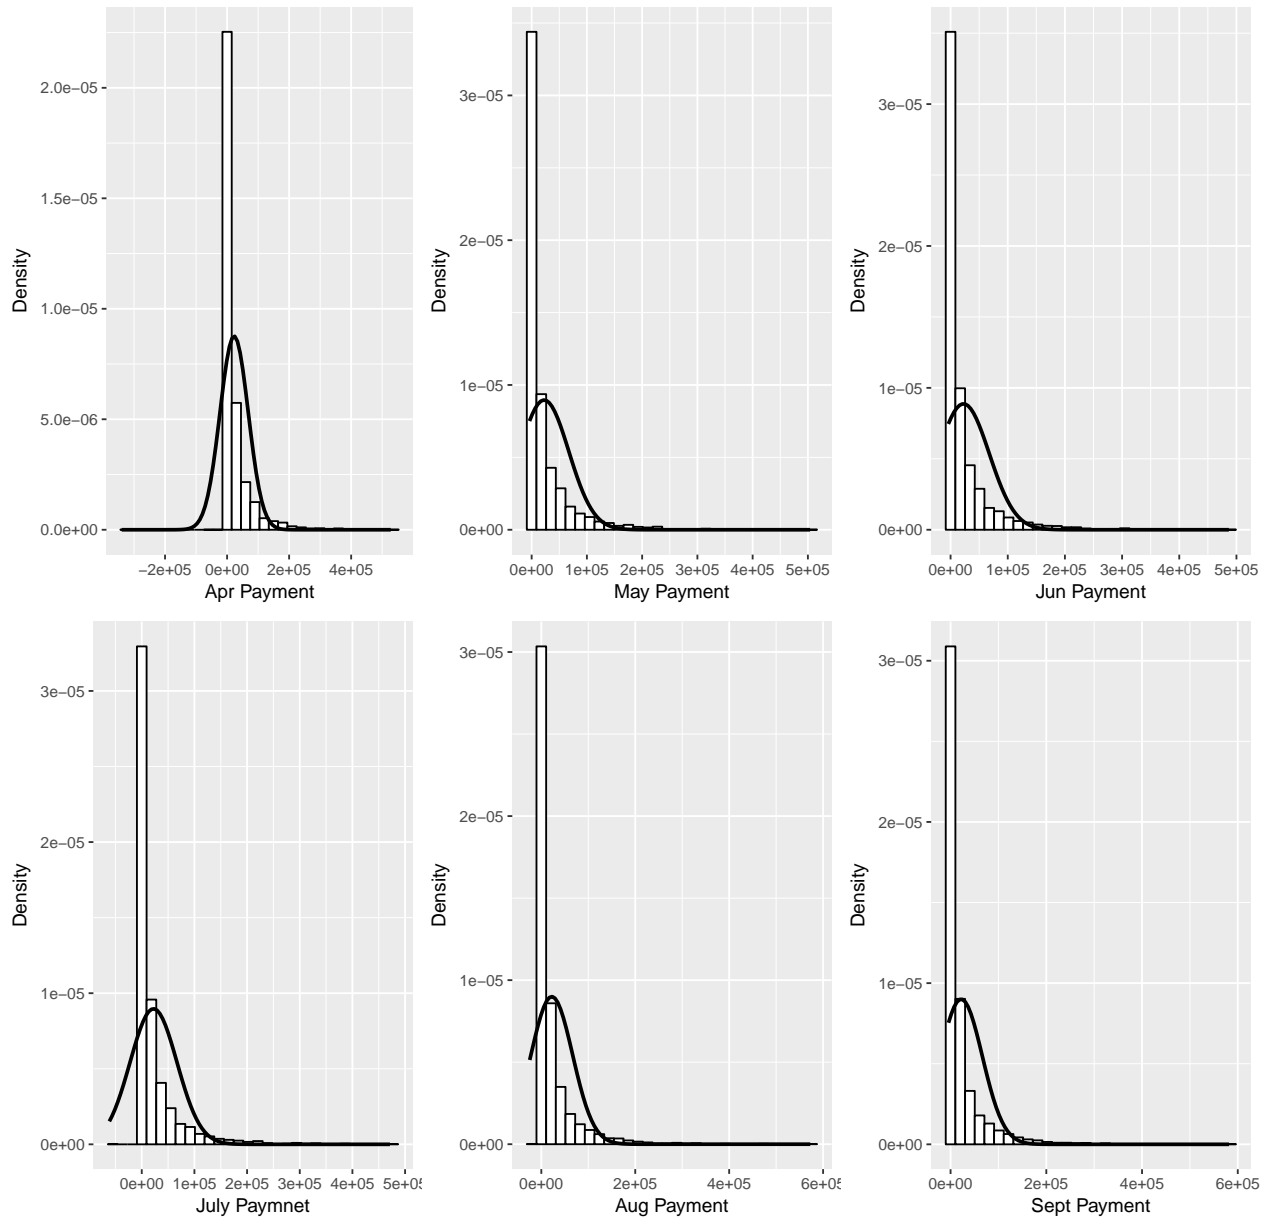 Density
2.0e−05
1.5e−05
1.0e−05
5.0e−06
0.0e+00
−2e+05 0e+00 2e+05 4e+05
Apr Payment
Density
3e−05
2e−05
1e−05
0e+00
0e+00 1e+05 2e+05 3e+05 4e+05 5e+05
May Payment
Density
3e−05
2e−05
1e−05
0e+00
0e+00 1e+05 2e+05 3e+05 4e+05 5e+05
Jun Payment
Density
3e−05
2e−05
1e−05
0e+00
0e+00 1e+05 2e+05 3e+05 4e+05 5e+0
July Paymnet
Density
3e−05
2e−05
1e−05
0e+00
0e+00 2e+05 4e+05 6e+0
Aug Payment
Density
3e−05
2e−05
1e−05
0e+00
0e+00 2e+05 4e+05 6e+05
Sept Payment